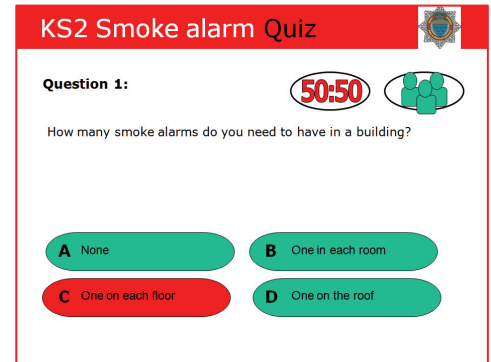 KS2 Smoke alarm Quiz
Question 1:
50:50
How many smoke alarms do you need to have in a building?
A None
B One in each room
C One on each floor
D One on the roof